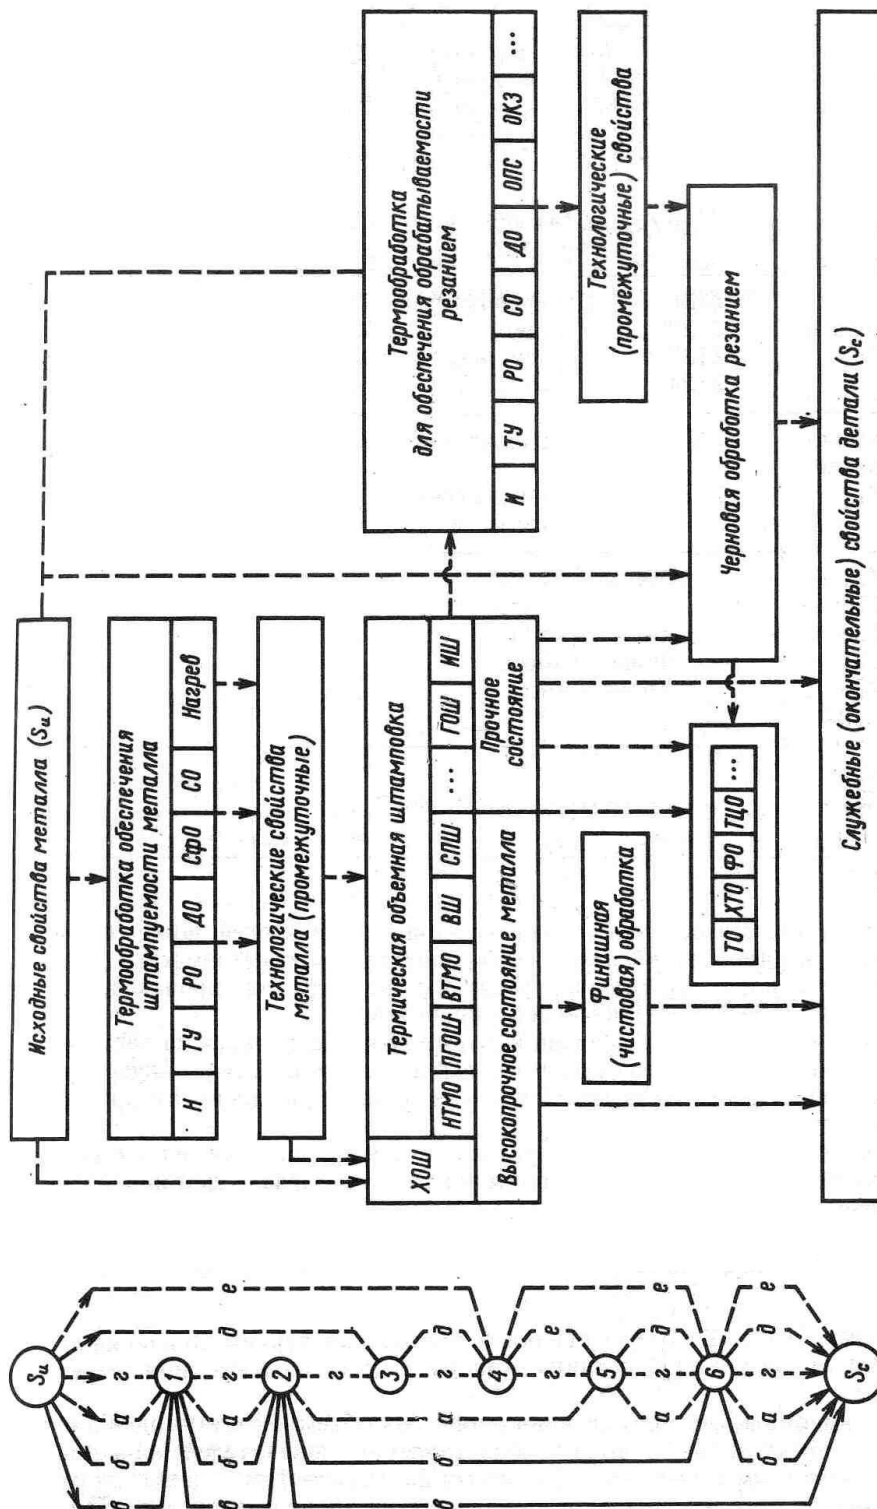 Исходные свойства металла (Sи)
Термообработка обеспечения
штампуемости металла
Н ТУ РО ДО СфО СО Нагрев
Технологические свойства
металла (промежуточные)
ХОШ
Термическая объемная штамповка
НТМО ПГОШ ВТМО ВШ СПШ ... ГОШ ИШ
Высокопрочное состояние металла
Прочное
состояние
Термообработка
для обеспечения обрабатываемости
резанием
И ТУ РО СО ДО ОПС ОКЗ ...
Технологические
(промежуточные) свойства
Финишная
(чистовая) обработка
ТО ХТО ФО ТЦО ...
Черновая обработка резанием
Служебные (окончательные) свойства детали (Sс)
Sи
в б а г д е
1
в б а г
2
г
3
г д
4
в б а г е е
5
а г д
6
б а г д е
Sс